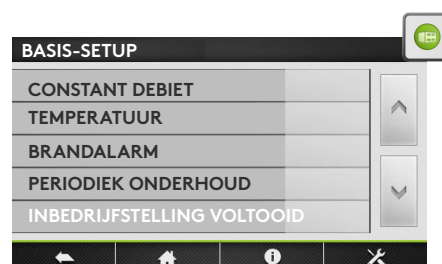 BASIS-SETUP
CONSTANT DEBIET
TEMPERATUUR
BRANDALARM
PERIODIEK ONDERHOUD
INBEDRIJFSTELLING VOLTOOID